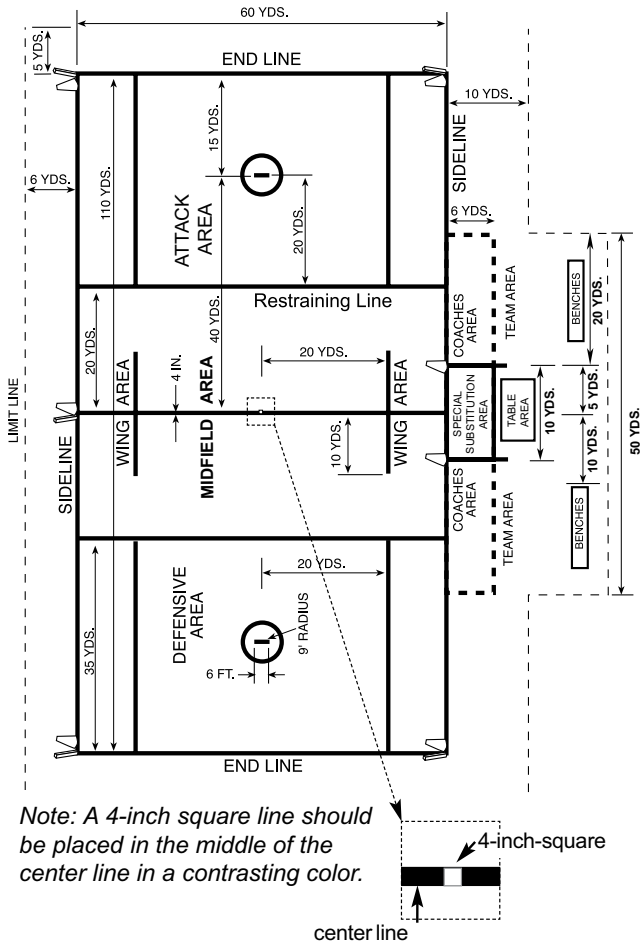 60 YDS.
5 YDS.
END LINE
10 YDS.
15 YDS.
SIDELINE
6 YDS.
110 YDS.
ATTACK
AREA
20 YDS.
6 YDS.
40 YDS.
Restraining Line
COACHES
AREA
TEAM AREA
BENCHES
20 YDS.
LIMIT LINE
20 YDS.
WING AREA
4 IN.
MIDFIELD AREA
20 YDS.
WING AREA
10 YDS.
SPECIAL
SUBSTITUTION
AREA
TABLE
AREA
10 YDS.
5 YDS.
10 YDS.
50 YDS.
SIDELINE
COACHES
AREA
TEAM AREA
BENCHES
35 YDS.
DEFENSIVE
AREA
20 YDS.
9' RADIUS
6 FT.
END LINE
Note: A 4-inch square line should
be placed in the middle of the
center line in a contrasting color.
4-inch-square
center line